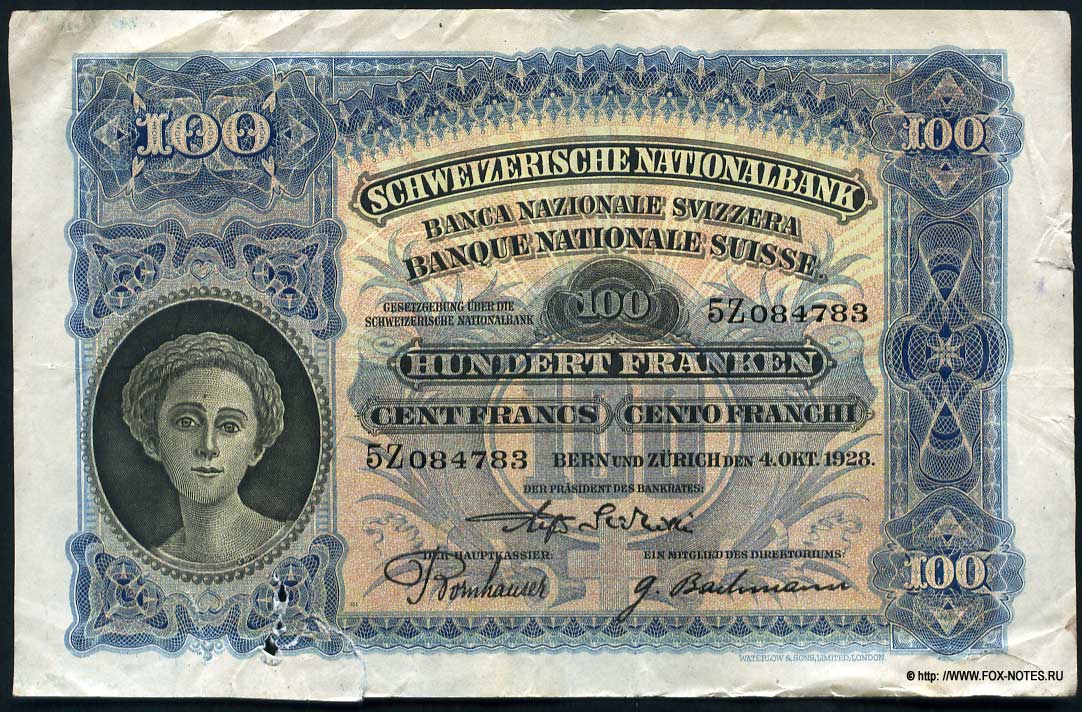 100
100
SCHWEIZERISCHE NATIONALBANK
BANCA NAZIONALE SVIZZERA
BANQUE NATIONALE SUISSE.
GESETZGEBUNG ÜBER DIE
SCHWEIZERISCHE NATIONALBANK
100
5Z084783
HUNDERT FRANKEN
CENT FRANCS
CENTO FRANCHI
100
5Z084783
BERN UND ZÜRICH DEN 4. OKT. 1928.
DER PRÄSIDENT DES BANKRATES:
DER HAUPTKASSIER:
EIN MITGLIED DES DIREKTORIUMS:
Bornhauser
G. Bachmann
100
WATERLOW & SONS, LIMITED, LONDON.
© http: //WWW.FOX-NOTES.RU